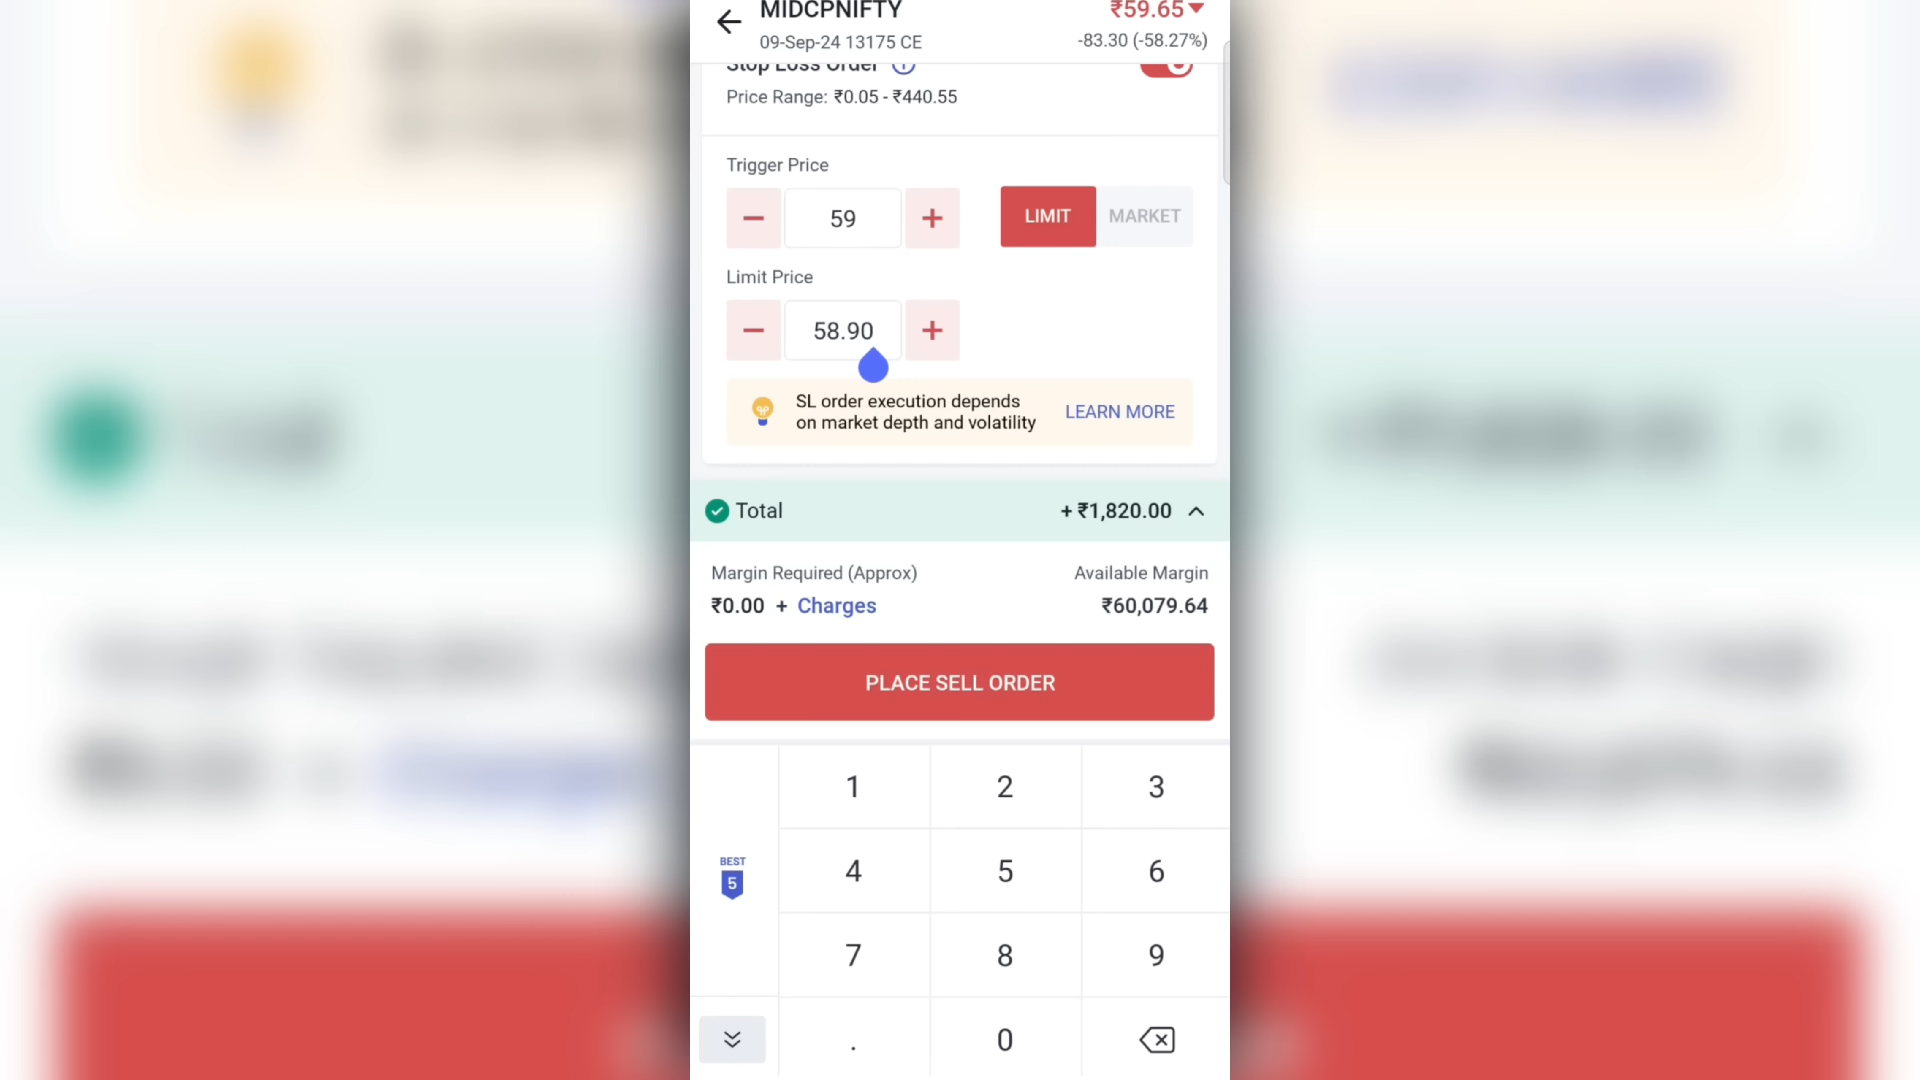 MIDCPNIFTY
₹59.65
09-Sep-24 13175 CE
-83.30 (-58.27%)
Stop Loss Order
Price Range: ₹0.05 - ₹440.55
Trigger Price
59
LIMIT
MARKET
Limit Price
58.90
SL order execution depends
on market depth and volatility
LEARN MORE
Total
+ ₹1,820.00
Margin Required (Approx)
Available Margin
₹0.00 + Charges
₹60,079.64
PLACE SELL ORDER
1
2
3
BEST
5
4
5
6
7
8
9
.
0